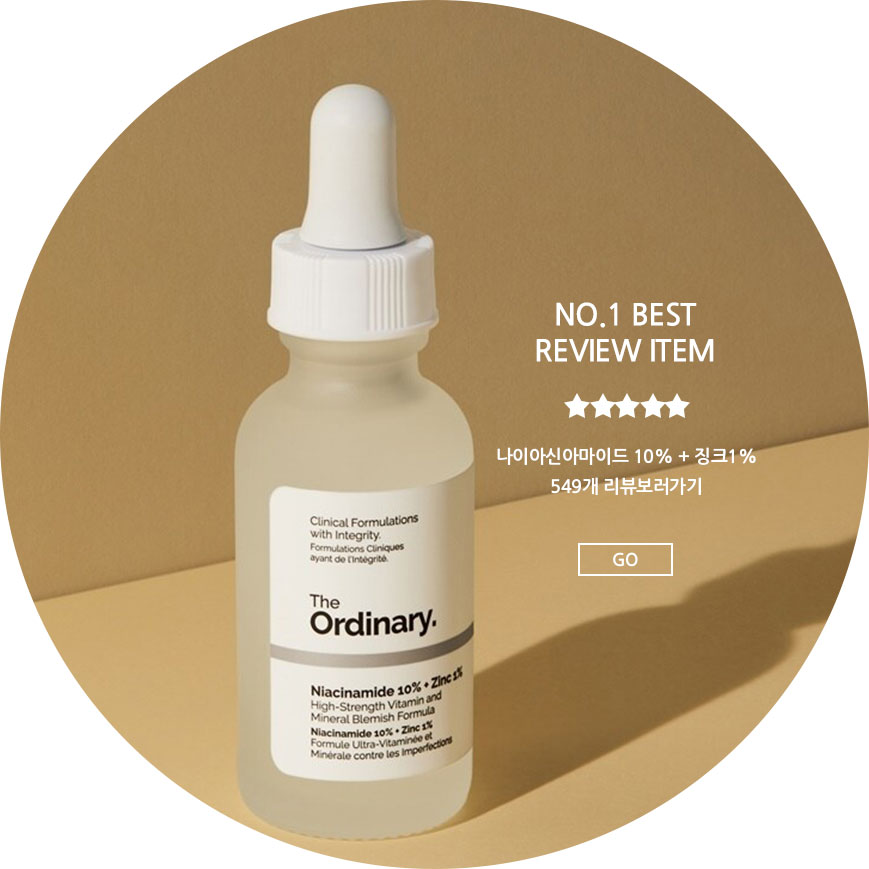 NO.1 BEST
REVIEW ITEM
나이아신아마이드 10% + 징크1%
549개 리뷰보러가기
GO
Clinical Formulations
with Integrity.
Formulations Cliniques
ayant de l'Intégrité.
The
Ordinary.
Niacinamide 10% + Zinc 1%
High-Strength Vitamin and
Mineral Blemish Formula
Niacinamide 10% + Zinc 1%
Formule Ultra-Vitaminée et
Minérale contre les imperfections